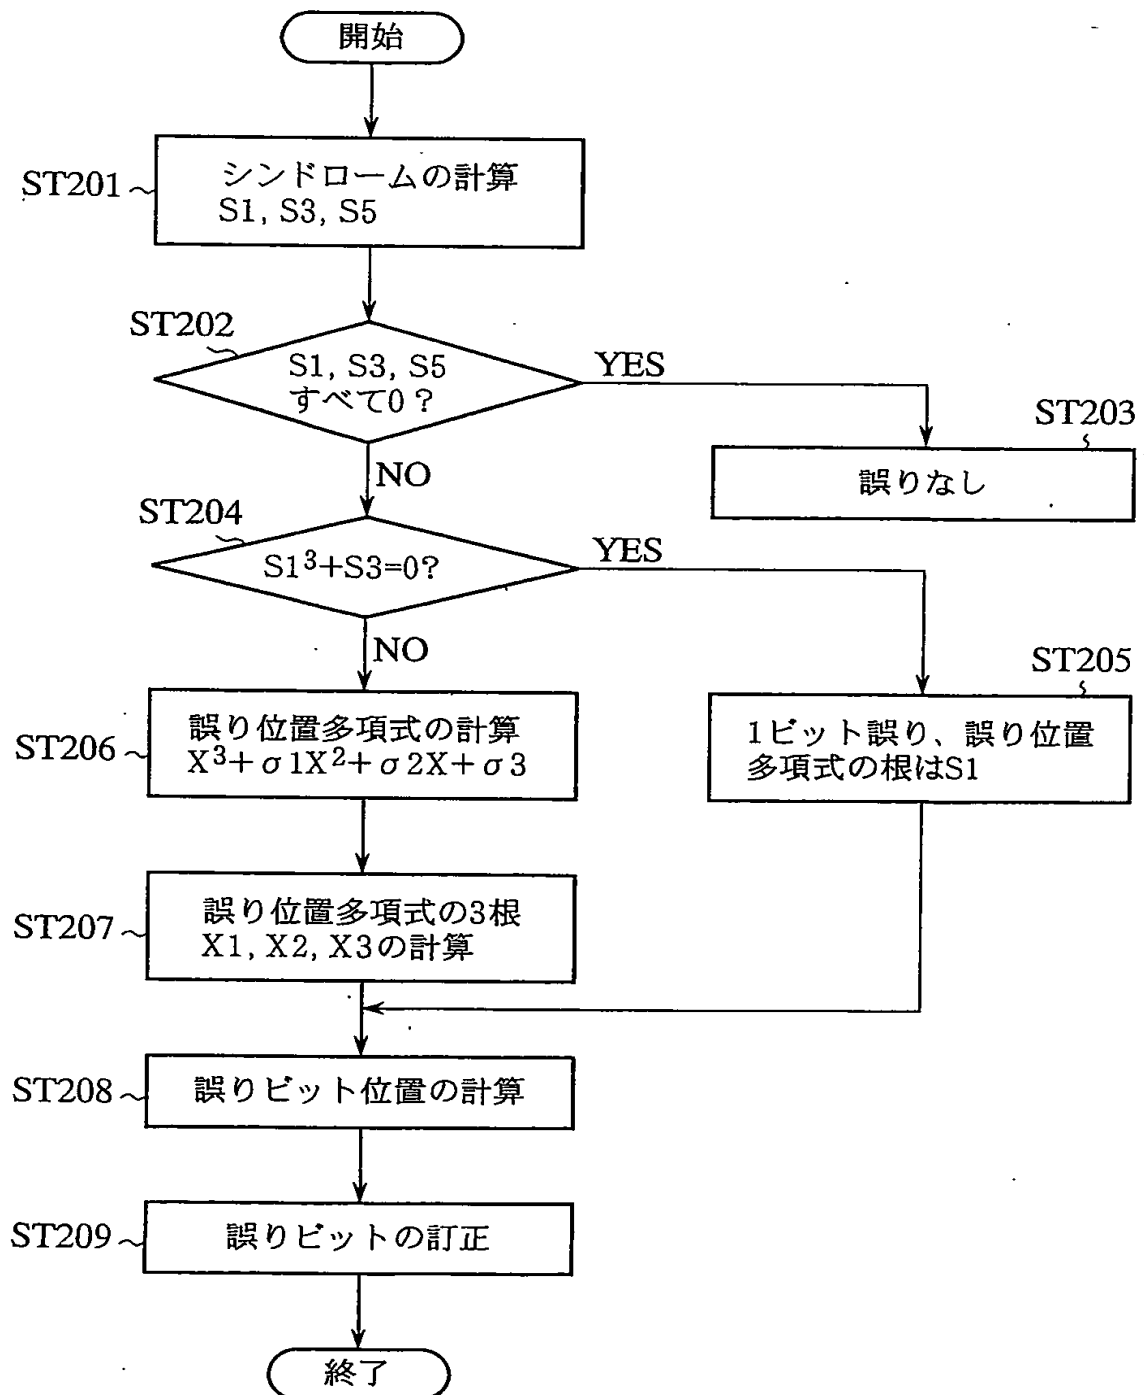 開始
ST201
シンドロームの計算
S1, S3, S5
ST202
S1, S3, S5
すべて0?
YES
ST203
誤りなし
NO
ST204
S1³+S3=0?
YES
NO
ST205
1ビット誤り、誤り位置
多項式の根はS1
ST206
誤り位置多項式の計算
X³+σ1X²+σ2X+σ3
ST207
誤り位置多項式の3根
X1, X2, X3の計算
ST208
誤りビット位置の計算
ST209
誤りビットの訂正
終了